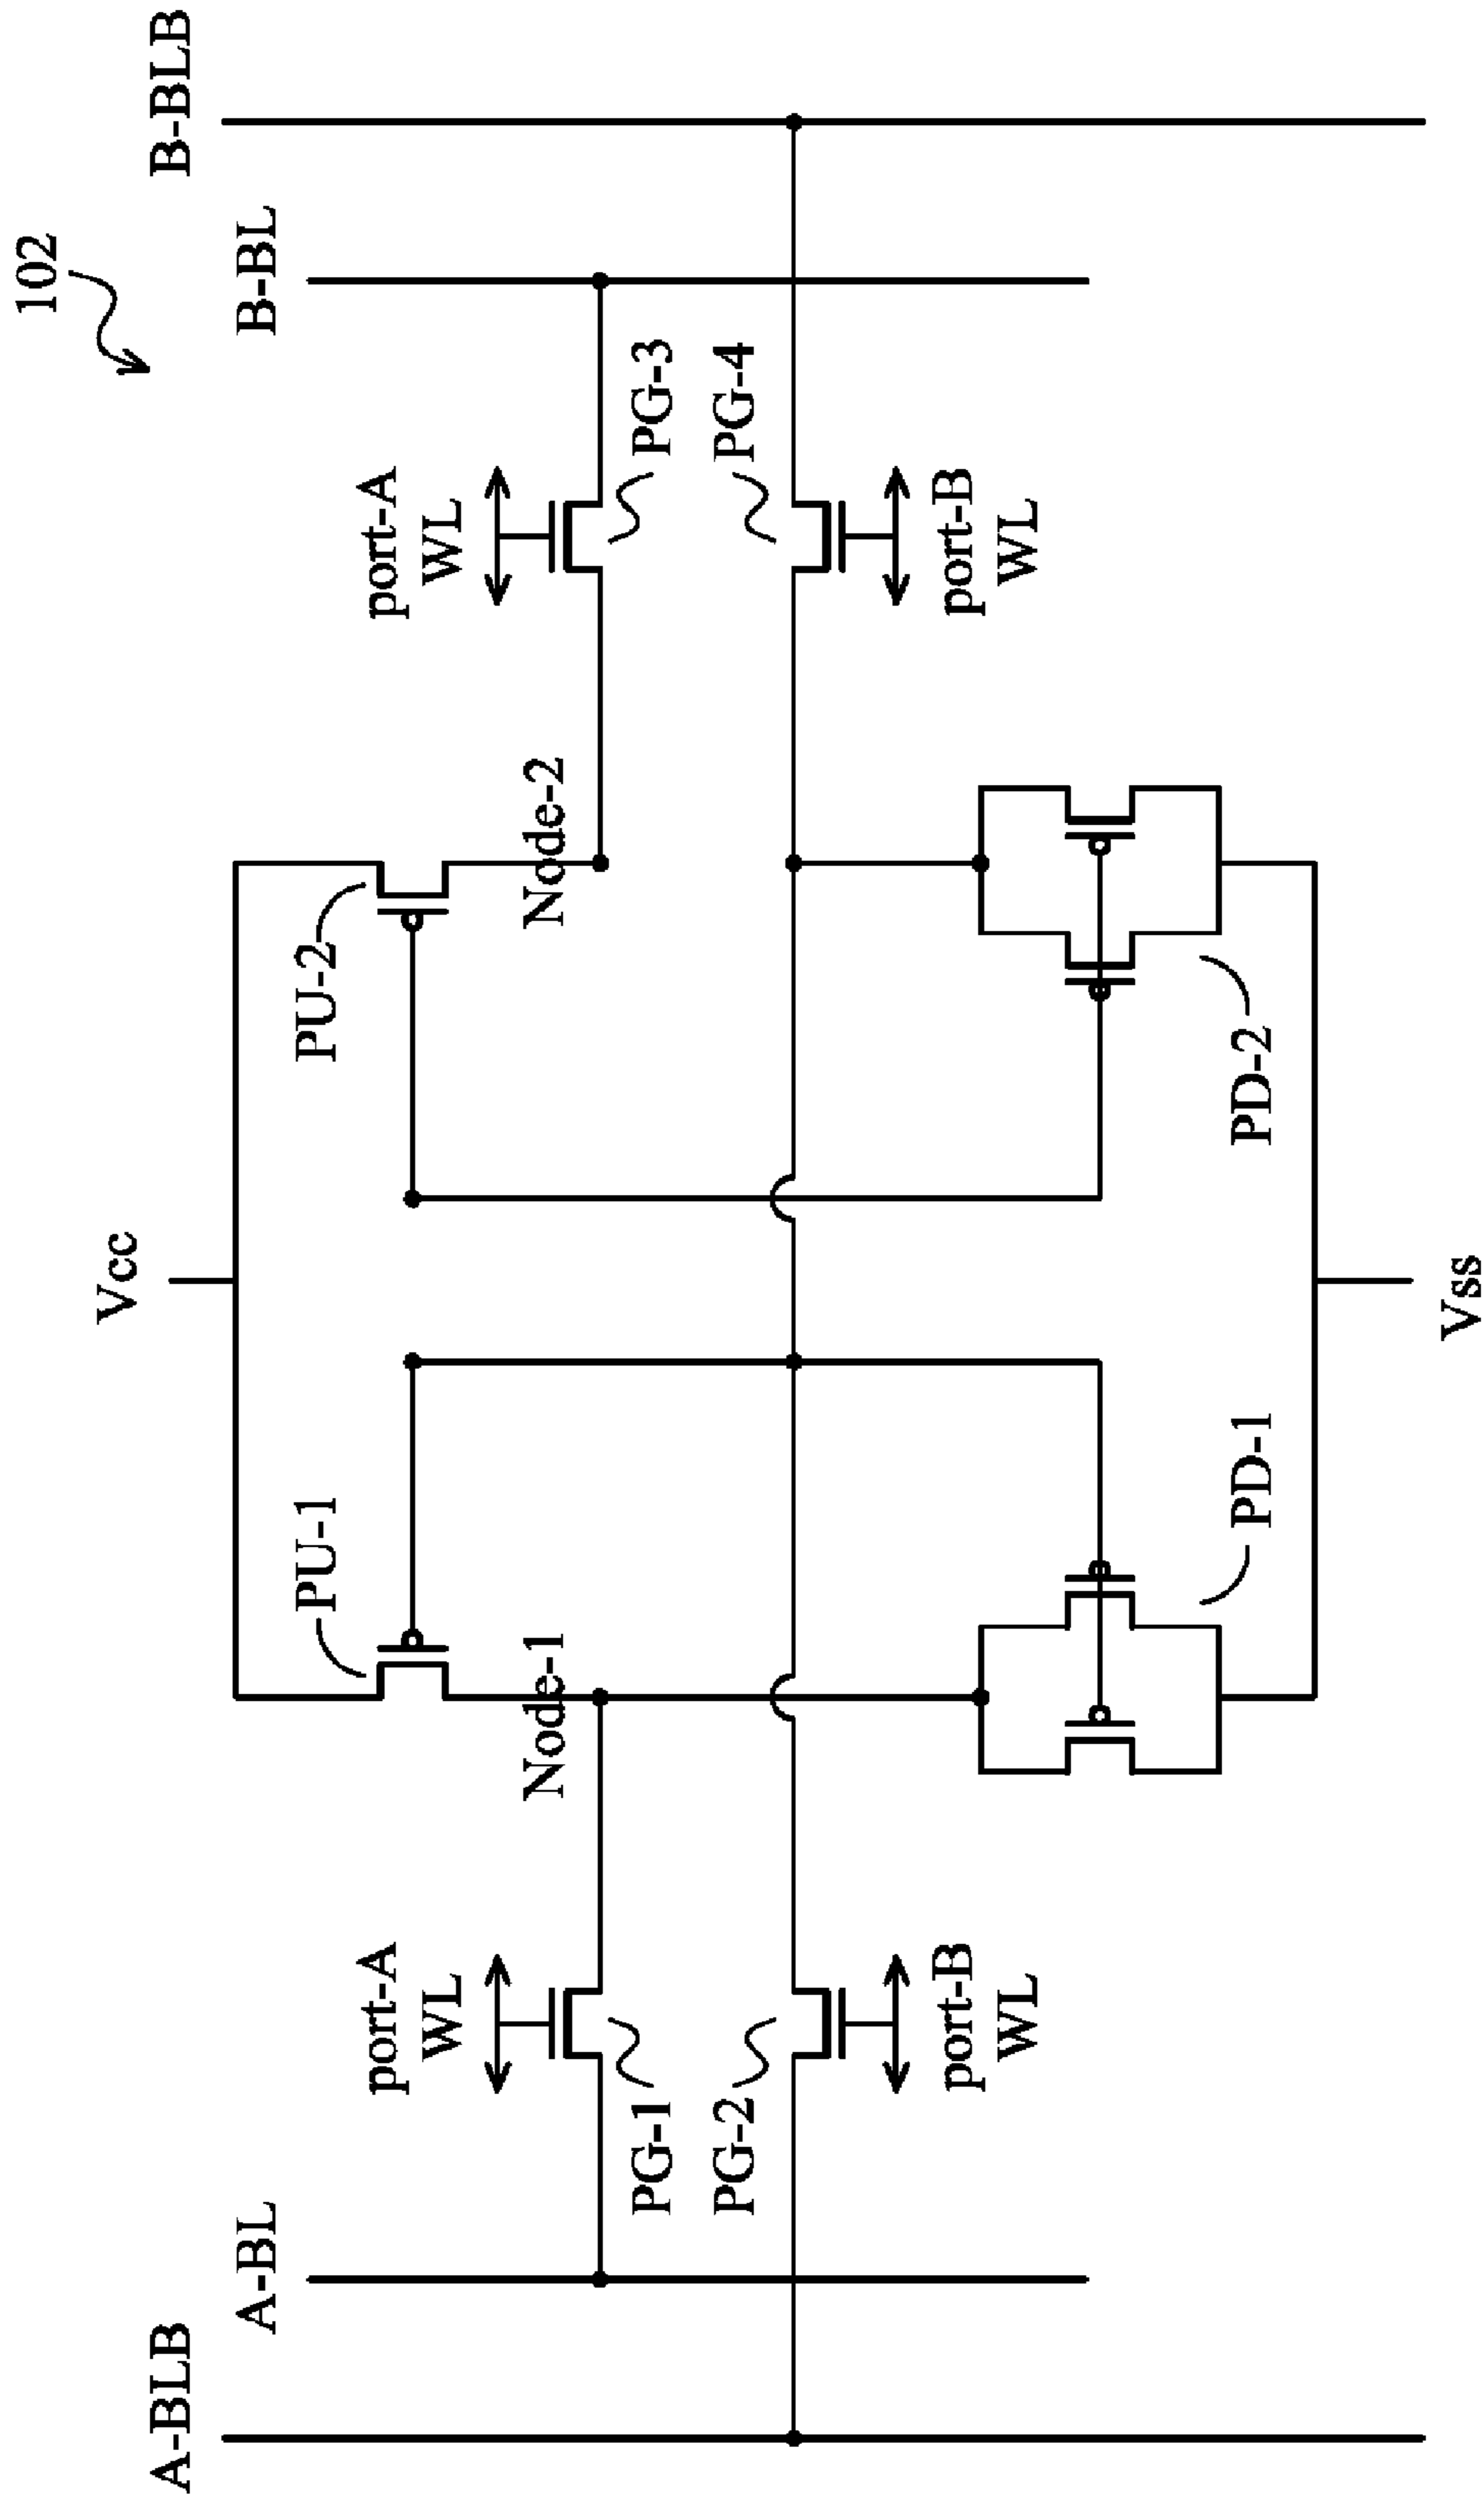 102
A-BLB
A-BL
Vcc
B-BL
B-BLB
PU-1
PU-2
port-A
WL
port-A
WL
Node-1
Node-2
PG-1
PG-3
PG-2
PG-4
port-B
WL
port-B
WL
PD-1
PD-2
Vss